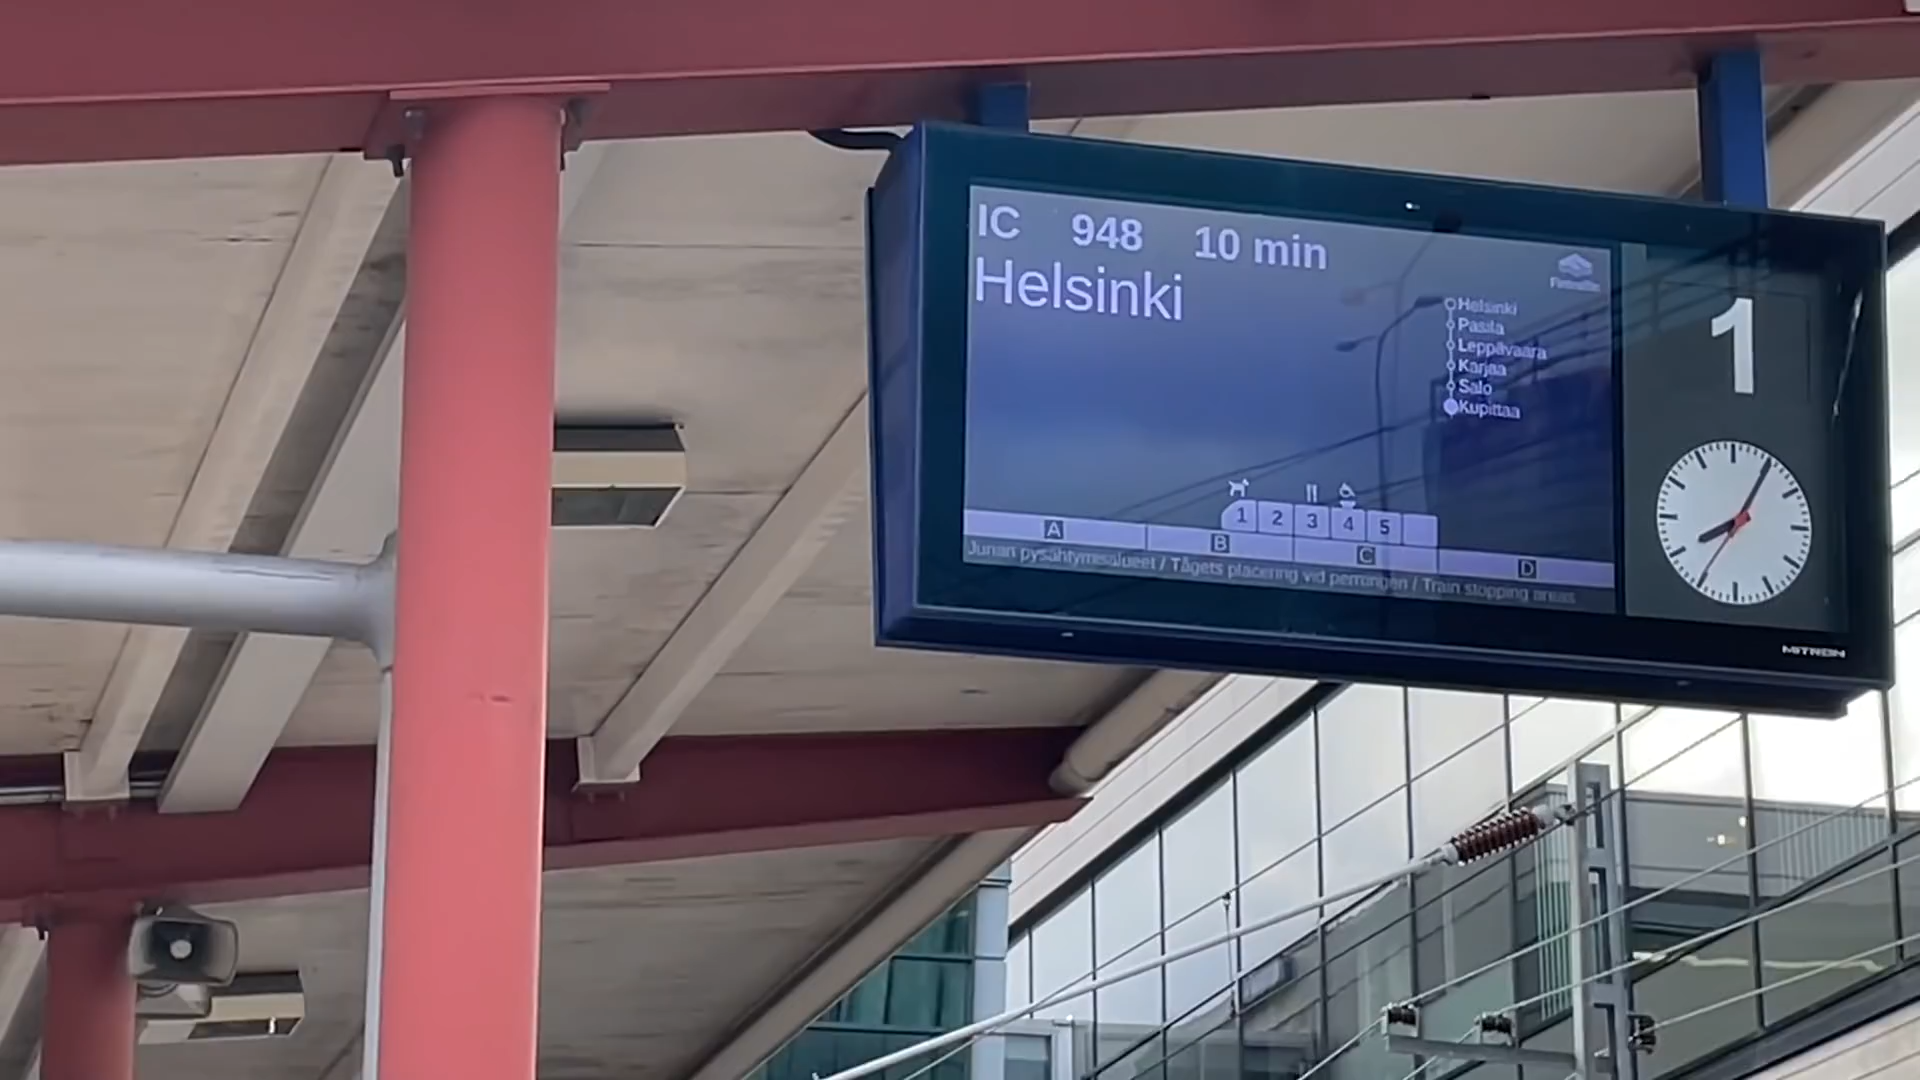 IC 948 10 min
Helsinki
Helsinki
Pasila
Leppävaara
Karjaa
Salo
Kupittaa
1
1 2 3 4 5
A B C D
Junan pysähtymisalueet / Tågets placering vid perrongen / Train stopping areas
MITRON